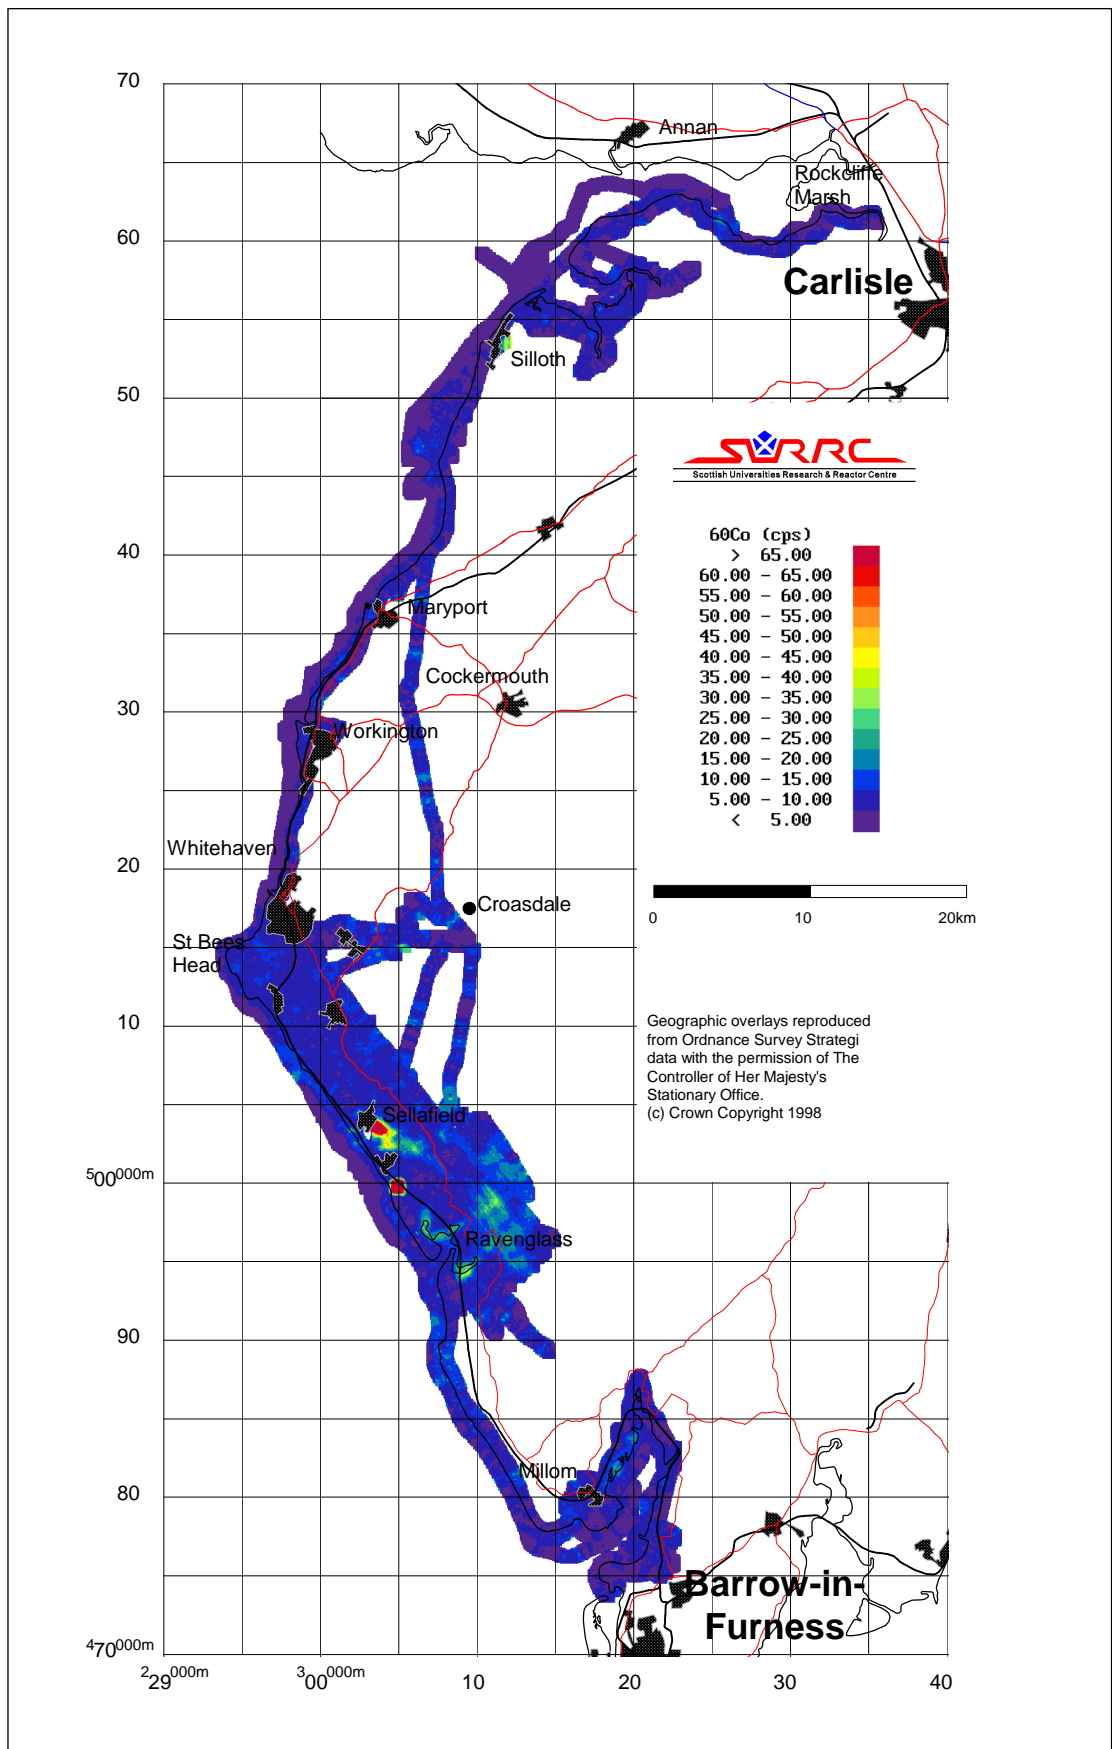 70
Annan
Rockcliffe
Marsh
60
Carlisle
Silloth
50
SURRC
Scottish Universities Research & Reactor Centre
60Co (cps)
> 65.00
60.00 - 65.00
55.00 - 60.00
50.00 - 55.00
45.00 - 50.00
40.00 - 45.00
35.00 - 40.00
30.00 - 35.00
25.00 - 30.00
20.00 - 25.00
15.00 - 20.00
10.00 - 15.00
5.00 - 10.00
< 5.00
40
Maryport
Cockermouth
30
Workington
Whitehaven
20
Croasdale
0 10 20km
St Bees
Head
10
Geographic overlays reproduced
from Ordnance Survey Strategi
data with the permission of The
Controller of Her Majesty's
Stationary Office.
(c) Crown Copyright 1998
Sellafield
500000m
Ravenglass
90
Millom
80
Barrow-in-
Furness
470000m
229000m 300000m 10 20 30 40